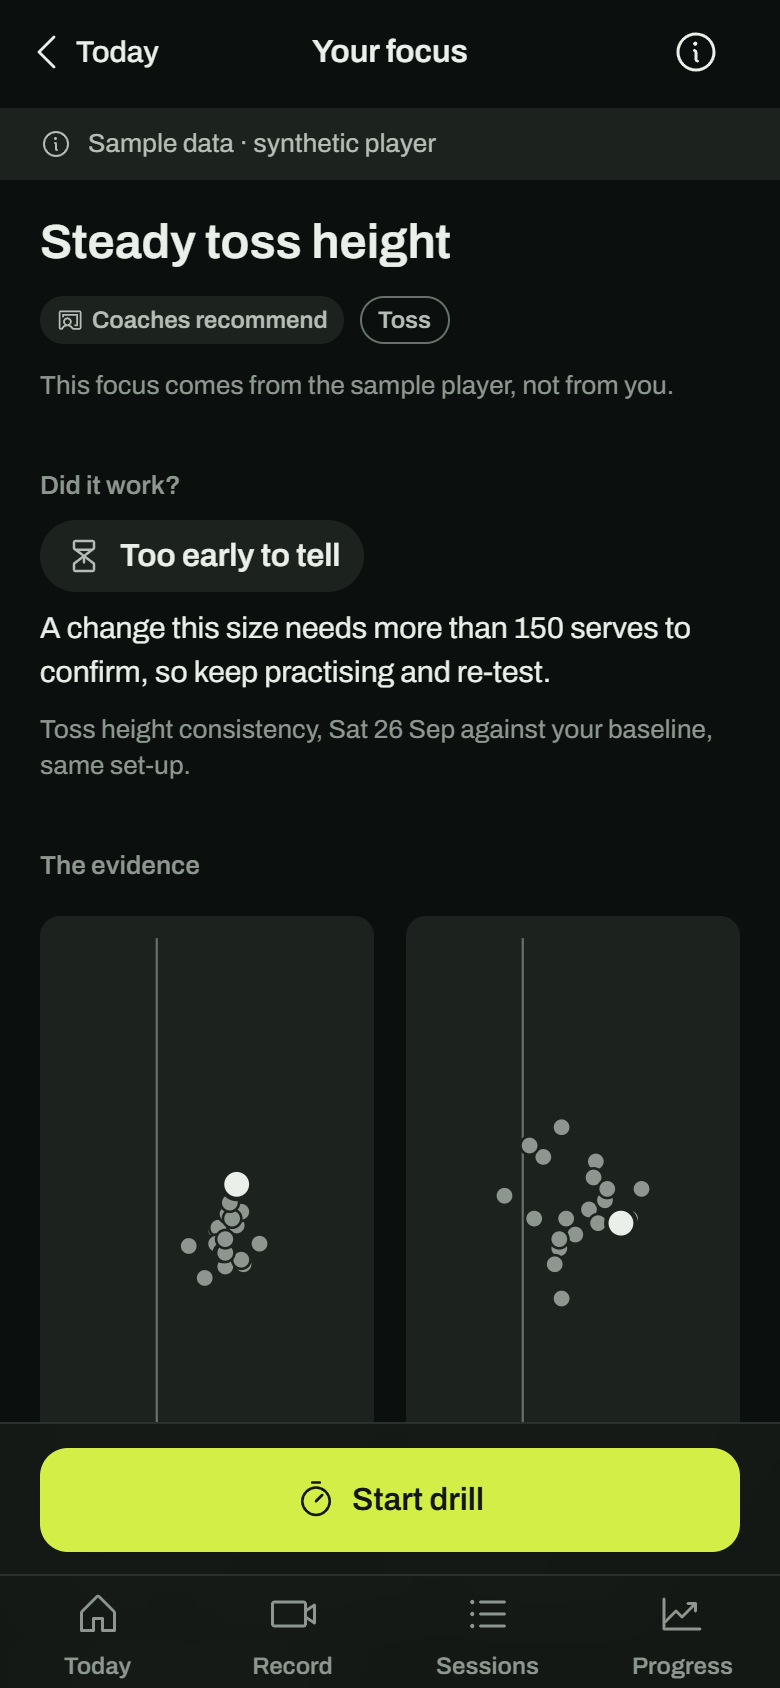 Today
Your focus
Sample data · synthetic player
Steady toss height
Coaches recommend
Toss
This focus comes from the sample player, not from you.
Did it work?
Too early to tell
A change this size needs more than 150 serves to
confirm, so keep practising and re-test.
Toss height consistency, Sat 26 Sep against your baseline,
same set-up.
The evidence
Start drill
Today
Record
Sessions
Progress